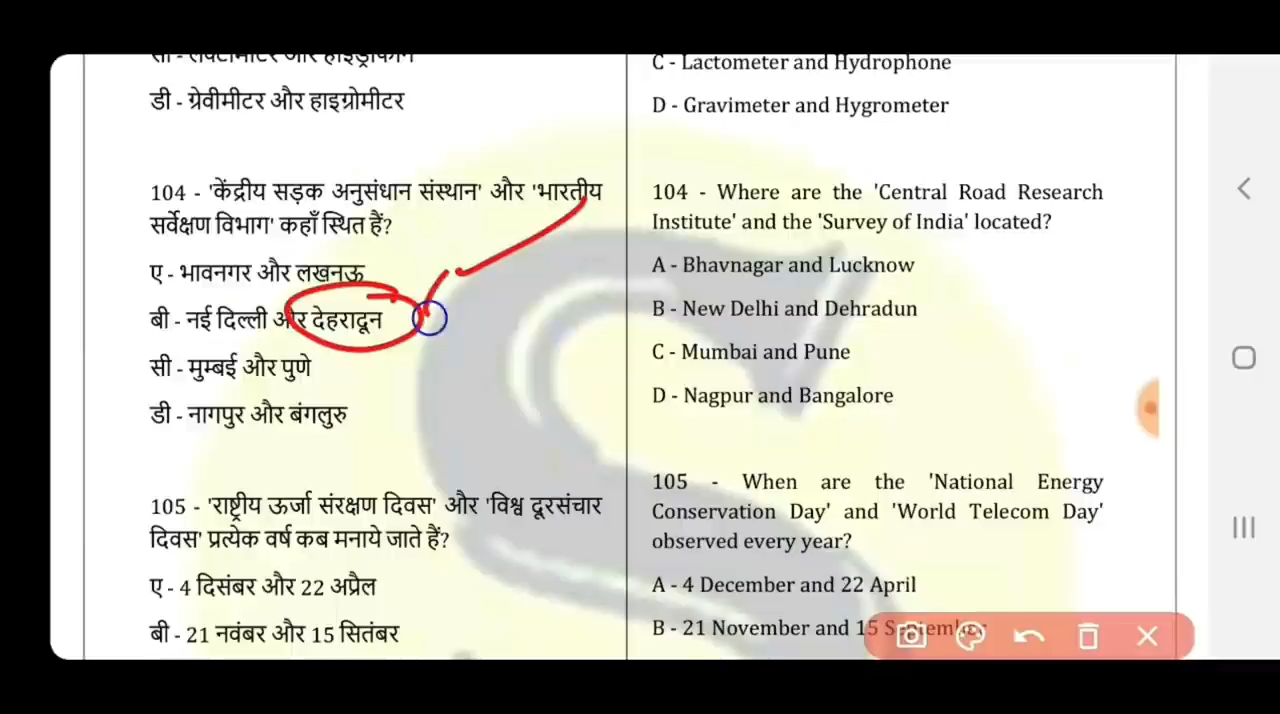 सी - लैक्टोमीटर और हाइड्रोफोन
डी - ग्रेवीमीटर और हाइग्रोमीटर
104 - 'केंद्रीय सड़क अनुसंधान संस्थान' और 'भारतीय
सर्वेक्षण विभाग' कहाँ स्थित हैं?
ए - भावनगर और लखनऊ
बी - नई दिल्ली और देहरादून
सी - मुम्बई और पुणे
डी - नागपुर और बंगलुरु
105 - 'राष्ट्रीय ऊर्जा संरक्षण दिवस' और 'विश्व दूरसंचार
दिवस' प्रत्येक वर्ष कब मनाये जाते हैं?
ए - 4 दिसंबर और 22 अप्रैल
बी - 21 नवंबर और 15 सितंबर
C - Lactometer and Hydrophone
D - Gravimeter and Hygrometer
104 - Where are the 'Central Road Research
Institute' and the 'Survey of India' located?
A - Bhavnagar and Lucknow
B - New Delhi and Dehradun
C - Mumbai and Pune
D - Nagpur and Bangalore
105 - When are the 'National Energy
Conservation Day' and 'World Telecom Day'
observed every year?
A - 4 December and 22 April
B - 21 November and 15 September